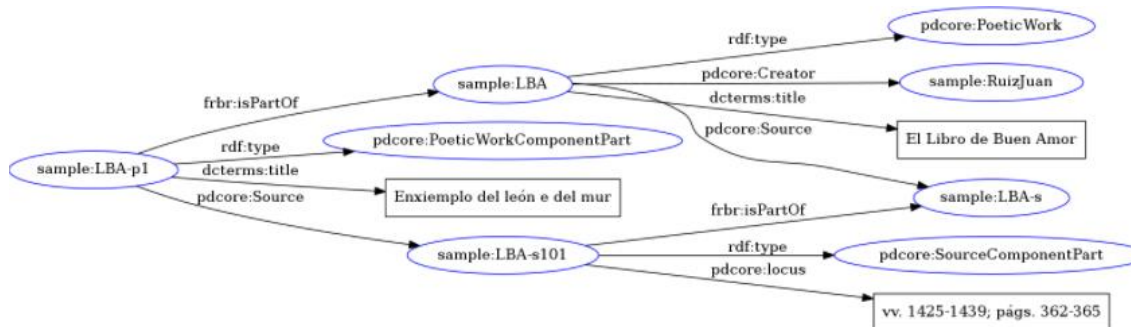 pdcore:PoeticWork
rdf:type
sample:LBA
pdcore:Creator
sample:RuizJuan
frbr:isPartOf
dcterms:title
pdcore:Source
El Libro de Buen Amor
rdf:type
pdcore:PoeticWorkComponentPart
sample:LBA-p1
dcterms:title
pdcore:Source
Enxiemplo del león e del mur
frbr:isPartOf
sample:LBA-s
sample:LBA-s101
rdf:type
pdcore:SourceComponentPart
pdcore:locus
vv. 1425-1439; págs. 362-365